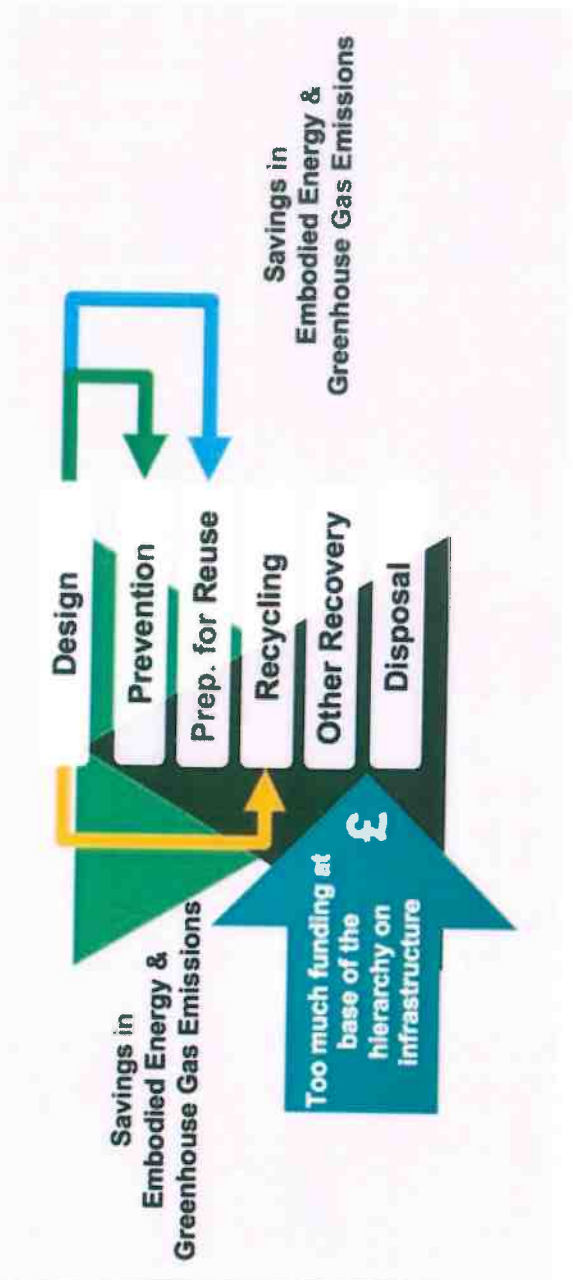 Savings in
Embodied Energy &
Greenhouse Gas Emissions
Too much funding at
base of the
hierarchy on
infrastructure
£
Design
Prevention
Prep. for Reuse
Recycling
Other Recovery
Disposal
Savings in
Embodied Energy &
Greenhouse Gas Emissions